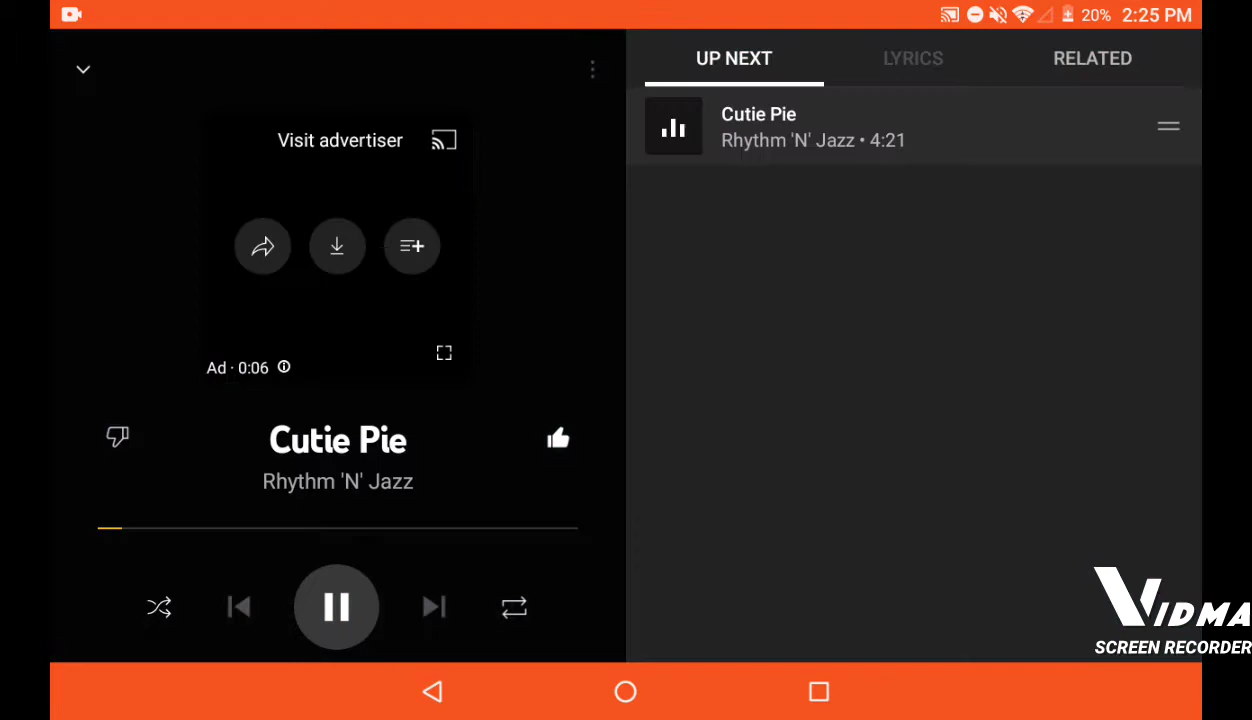 20% 2:25 PM
Visit advertiser
Ad · 0:06
Cutie Pie
Rhythm 'N' Jazz
UP NEXT
LYRICS
RELATED
Cutie Pie
Rhythm 'N' Jazz • 4:21
VIDMA
SCREEN RECORDER